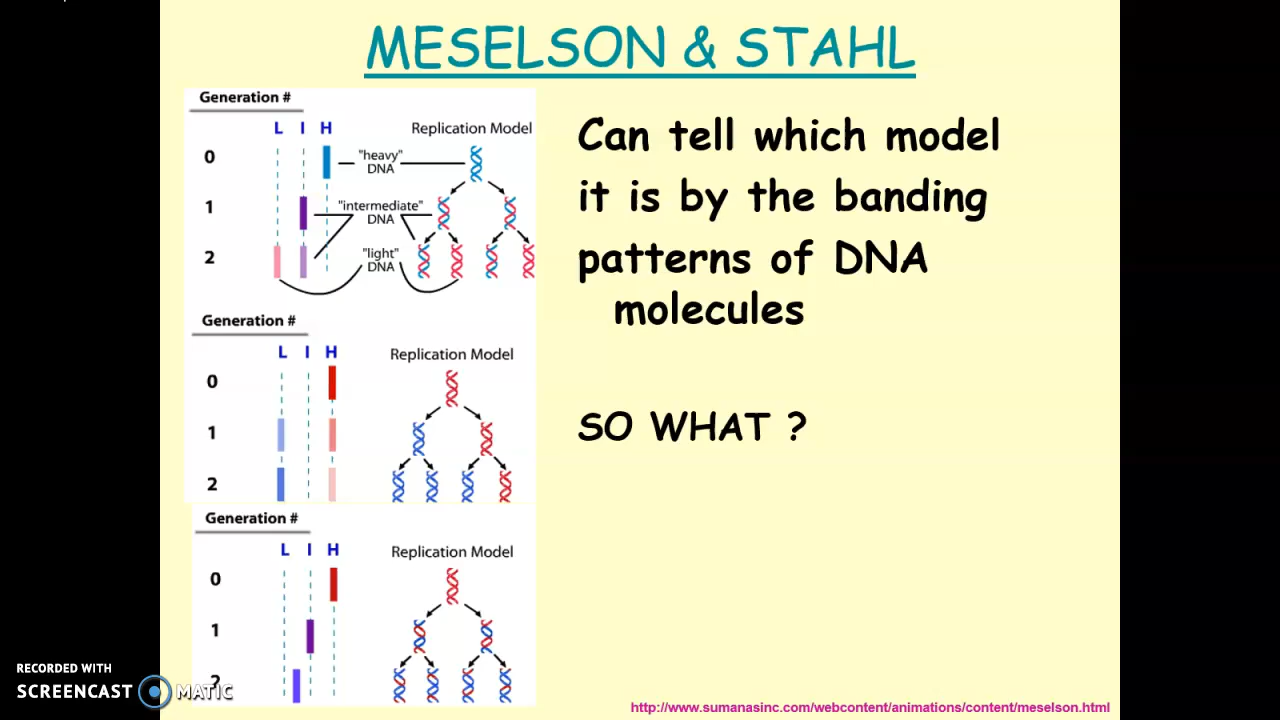 MESELSON & STAHL
Generation #
L I H
Replication Model
0
"heavy"
DNA
1
"intermediate"
DNA
2
"light"
DNA
Generation #
L I H
Replication Model
0
1
2
Generation #
L I H
Replication Model
0
1
2
Can tell which model
it is by the banding
patterns of DNA
molecules
SO WHAT ?
RECORDED WITH
SCREENCAST MATIC
http://www.sumanasinc.com/webcontent/animations/content/meselson.html